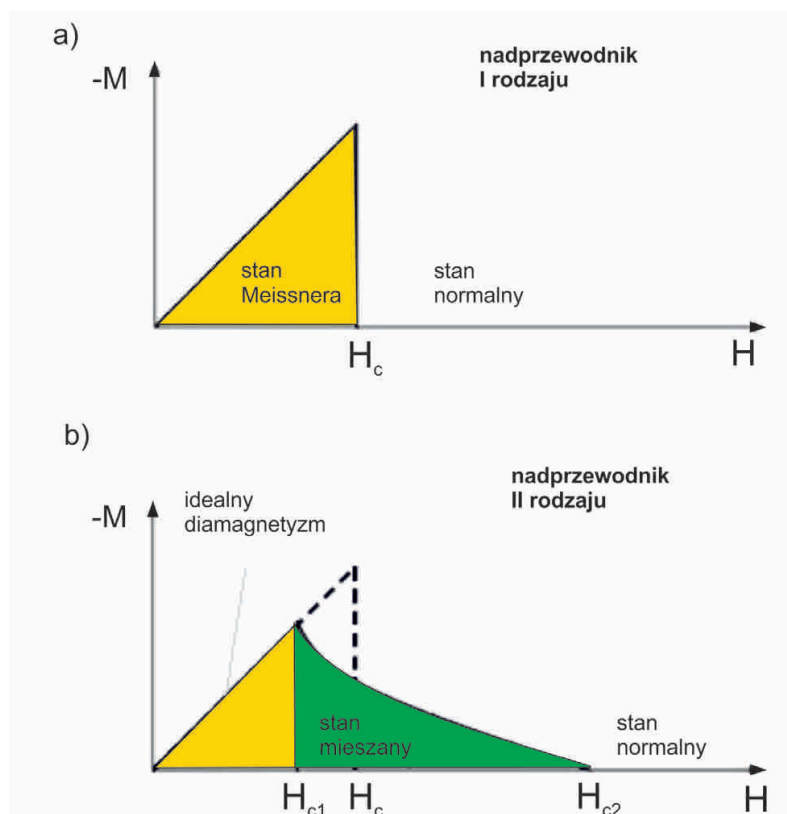 a)
nadprzewodnik
I rodzaju
-M
stan
Meissnera
stan
normalny
Hc
H
b)
nadprzewodnik
II rodzaju
idealny
diamagnetyzm
-M
stan
mieszany
stan
normalny
Hc1
Hc
Hc2
H